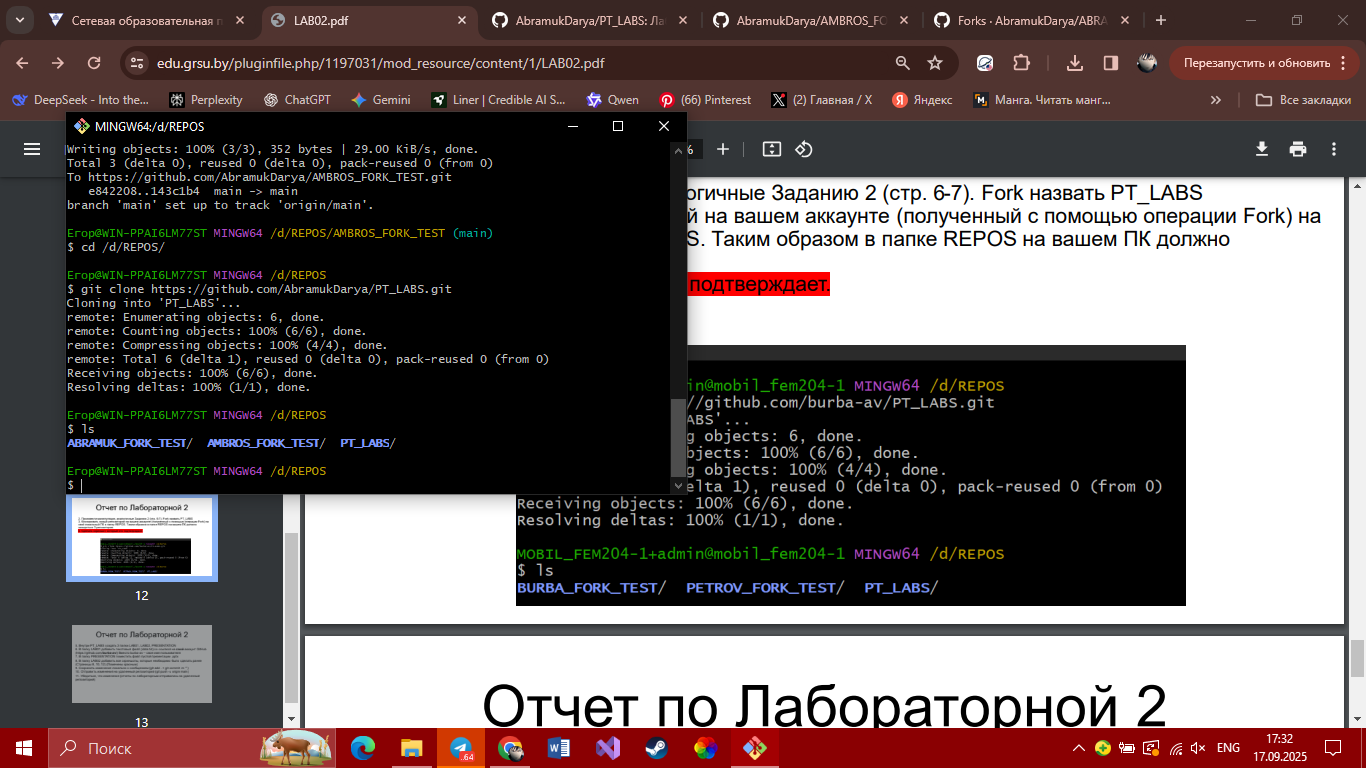 Сетевая образовательная п
LAB02.pdf
AbramukDarya/PT_LABS: Ла
AbramukDarya/AMBROS_FO
Forks · AbramukDarya/ABRA
edu.grsu.by/pluginfile.php/1197031/mod_resource/content/1/LAB02.pdf
Перезапустить и обновить
DeepSeek - Into the...
Perplexity
ChatGPT
Gemini
Liner | Credible AI S...
Qwen
(66) Pinterest
(2) Главная / X
Яндекс
Манга. Читать манг...
Все закладки
MINGW64:/d/REPOS
Writing objects: 100% (3/3), 352 bytes | 29.00 KiB/s, done.
Total 3 (delta 0), reused 0 (delta 0), pack-reused 0 (from 0)
To https://github.com/AbramukDarya/AMBROS_FORK_TEST.git
e842208..143c1b4 main -> main
branch 'main' set up to track 'origin/main'.
Егор@WIN-PPAI6LM77ST MINGW64 /d/REPOS/AMBROS_FORK_TEST (main)
$ cd /d/REPOS/
Егор@WIN-PPAI6LM77ST MINGW64 /d/REPOS
$ git clone https://github.com/AbramukDarya/PT_LABS.git
Cloning into 'PT_LABS'...
remote: Enumerating objects: 6, done.
remote: Counting objects: 100% (6/6), done.
remote: Compressing objects: 100% (4/4), done.
remote: Total 6 (delta 1), reused 0 (delta 0), pack-reused 0 (from 0)
Receiving objects: 100% (6/6), done.
Resolving deltas: 100% (1/1), done.
Егор@WIN-PPAI6LM77ST MINGW64 /d/REPOS
$ ls
ABRAMUK_FORK_TEST/ AMBROS_FORK_TEST/ PT_LABS/
Егор@WIN-PPAI6LM77ST MINGW64 /d/REPOS
$
%
огичные Заданию 2 (стр. 6-7). Fork назвать PT_LABS
й на вашем аккаунте (полученный с помощью операции Fork) на
S. Таким образом в папке REPOS на вашем ПК должно
подтверждает.
in@mobil_fem204-1 MINGW64 /d/REPOS
//github.com/burba-av/PT_LABS.git
ABS'...
g objects: 6, done.
bjects: 100% (6/6), done.
g objects: 100% (4/4), done.
elta 1), reused 0 (delta 0), pack-reused 0 (from 0)
Receiving objects: 100% (6/6), done.
Resolving deltas: 100% (1/1), done.
MOBIL_FEM204-1+admin@mobil_fem204-1 MINGW64 /d/REPOS
$ ls
BURBA_FORK_TEST/ PETROV_FORK_TEST/ PT_LABS/
Отчет по Лабораторной 2
12
Отчет по Лабораторной 2
13
Отчет по Лабораторной 2
Поиск
.64
ENG
17:32
17.09.2025